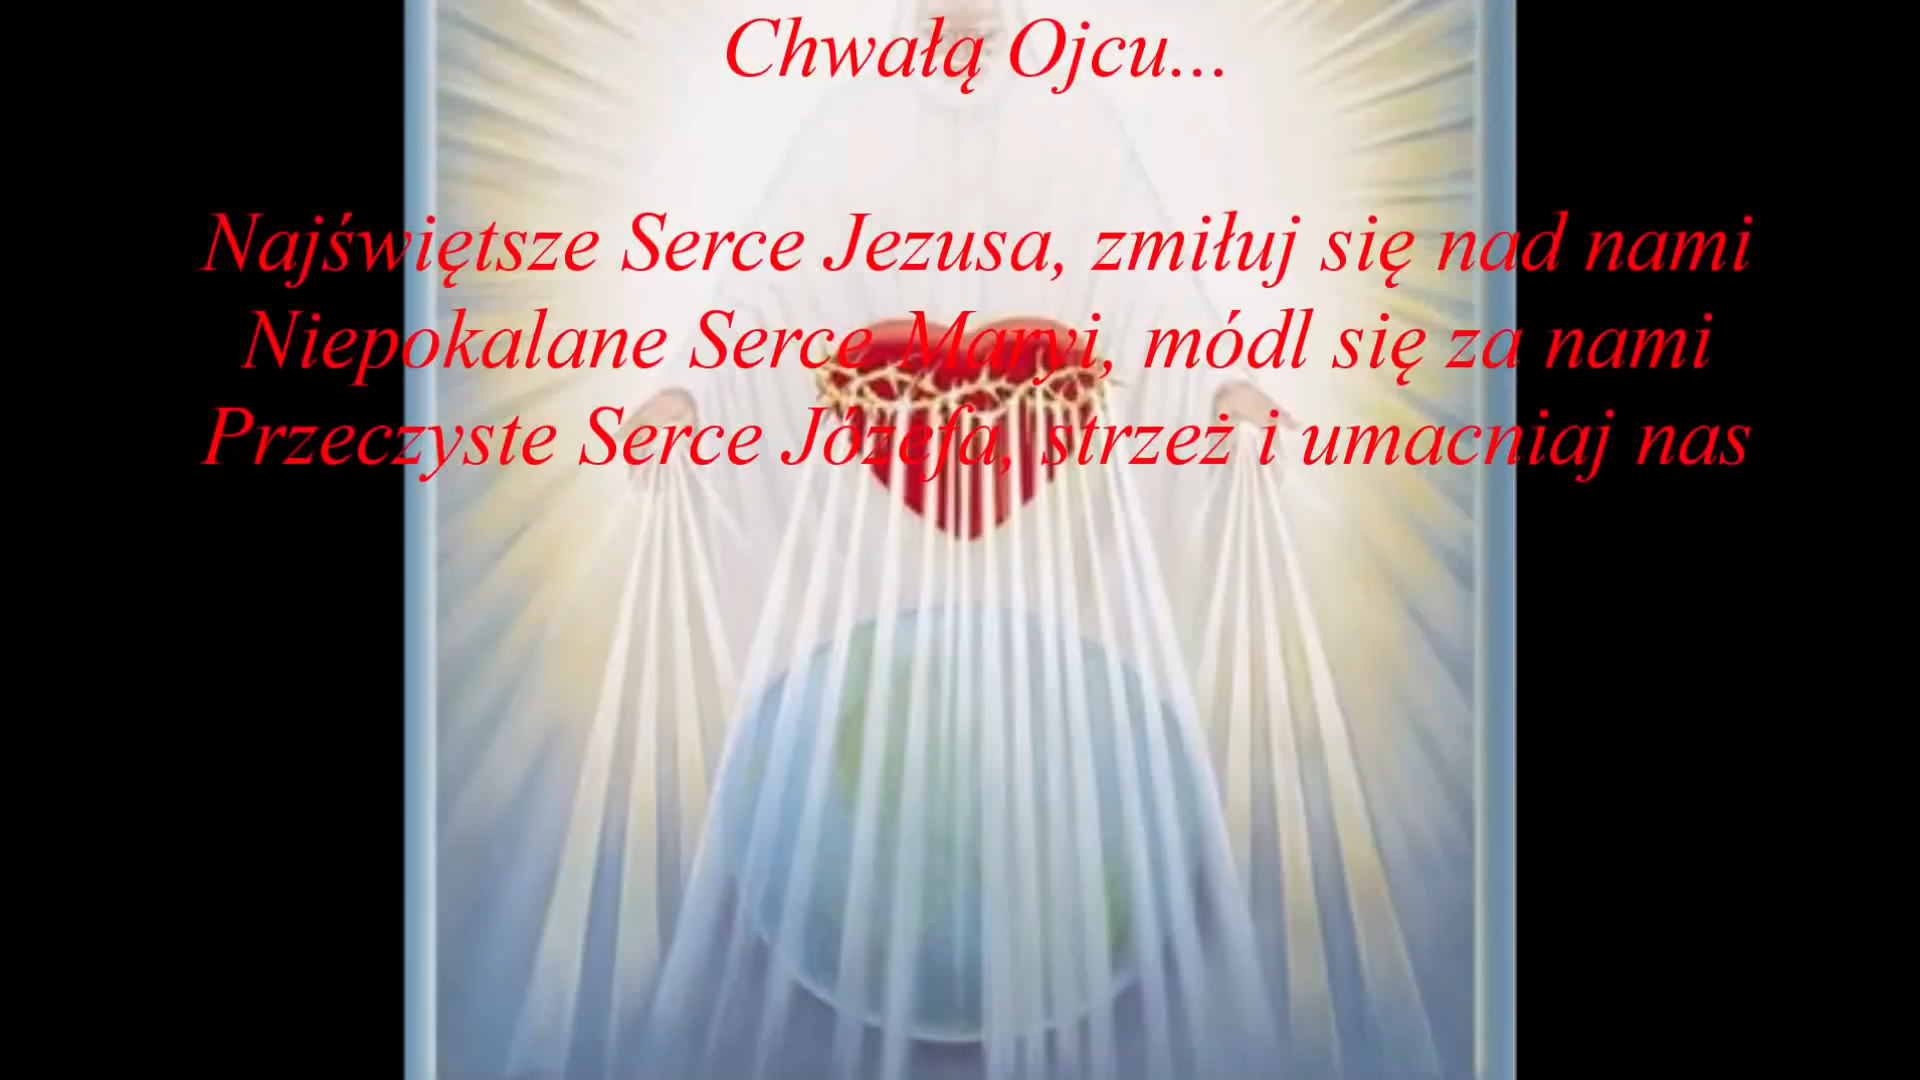 Chwałą Ojcu...
Najświętsze Serce Jezusa, zmiłuj się nad nami
Niepokalane Serce Maryi, módl się za nami
Przeczyste Serce Józefa, strzeż i umacniaj nas